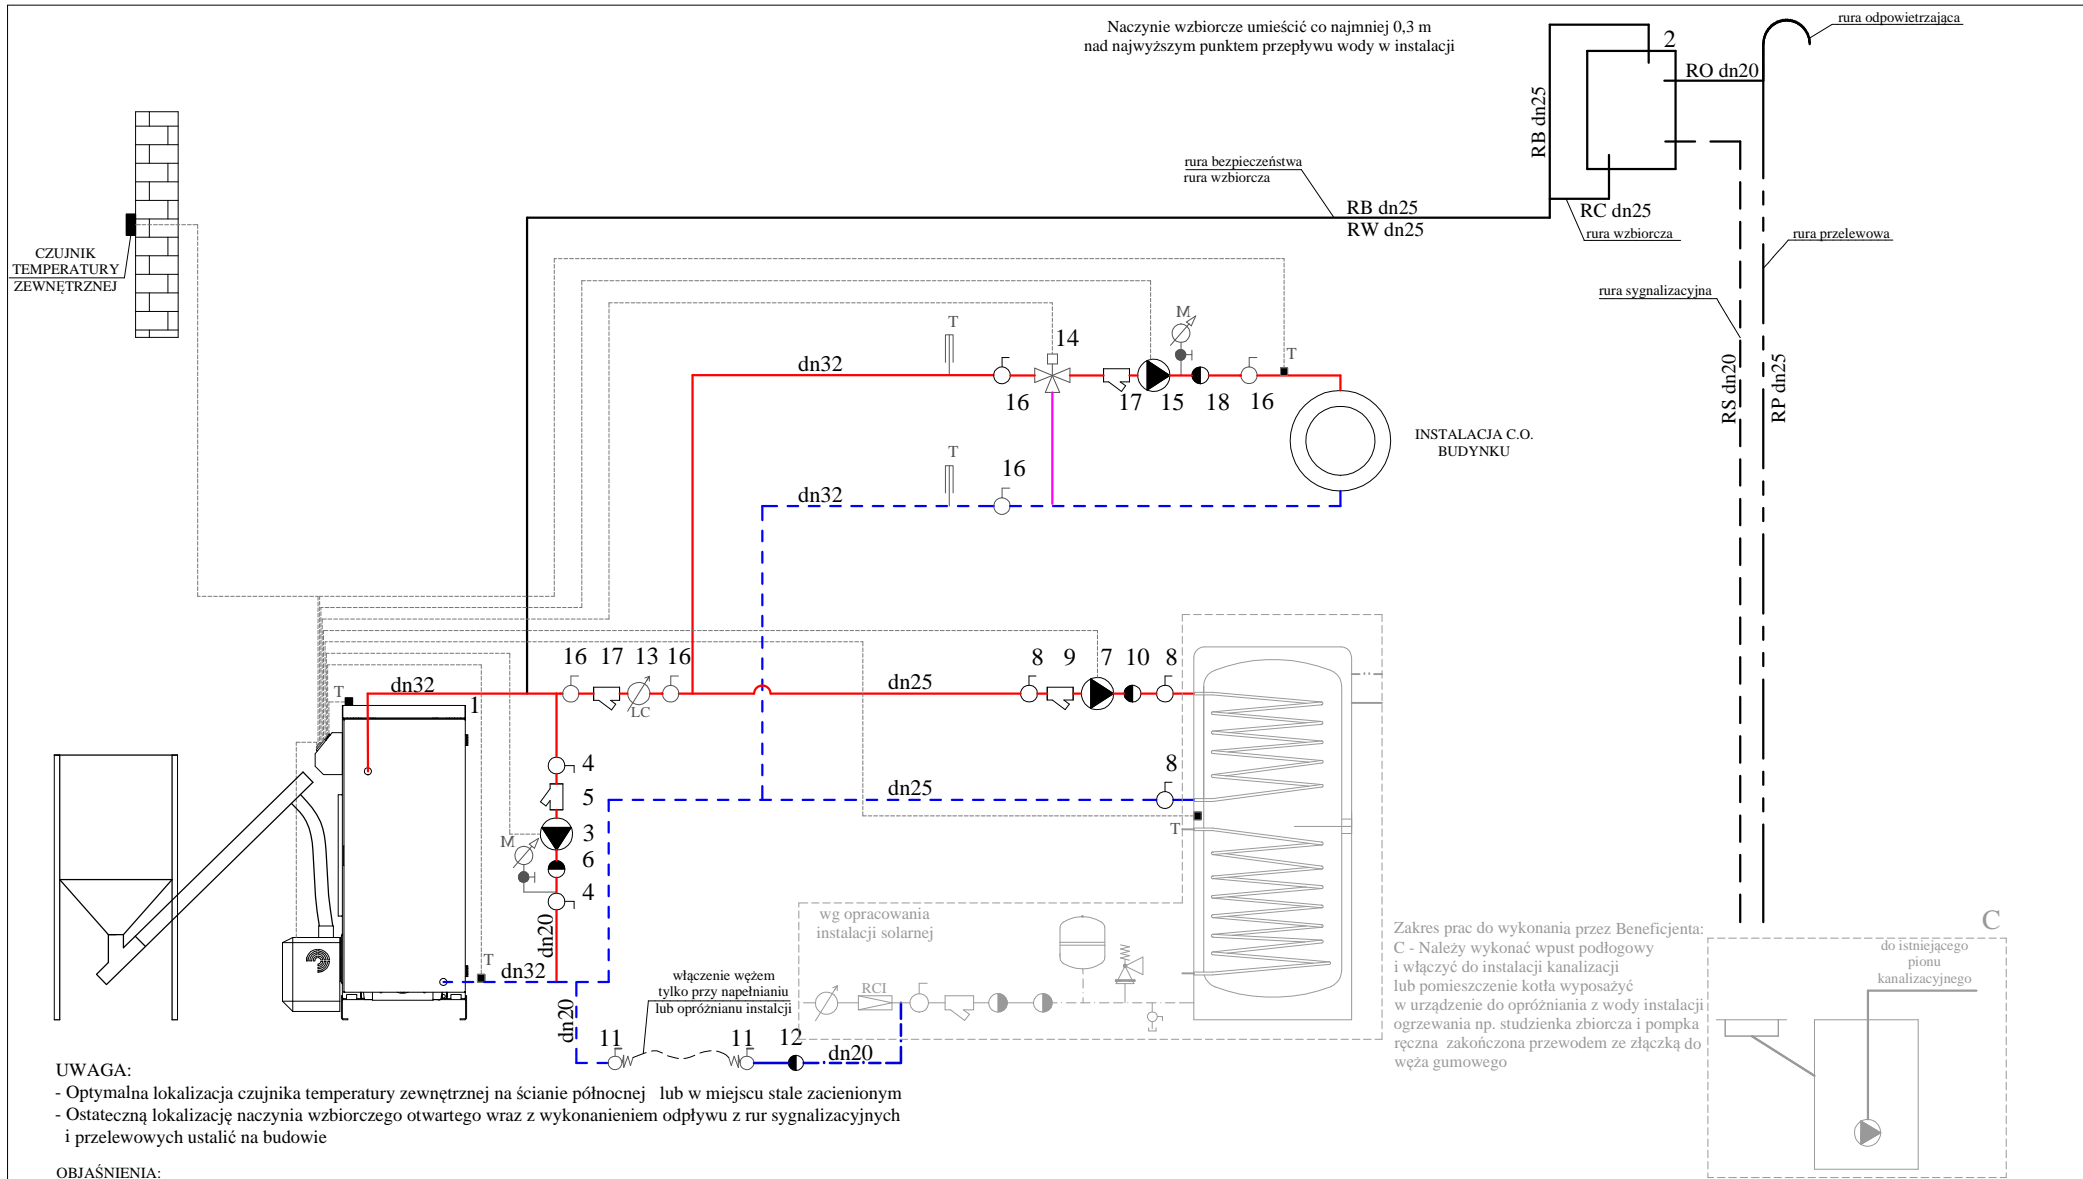 Naczynie wzbiorcze umieścić co najmniej 0,3 m
nad najwyższym punktem przepływu wody w instalacji
rura odpowietrzająca
2
RO dn20
RB dn25
rura bezpieczeństwa
rura wzbiorcza
RB dn25
RW dn25
RC dn25
rura wzbiorcza
rura przelewowa
rura sygnalizacyjna
RS dn20
RP dn25
CZUJNIK
TEMPERATURY
ZEWNĘTRZNEJ
T
14
M
T
dn32
16
17
15
18
16
INSTALACJA C.O.
BUDYNKU
T
16
dn32
16
17
13
16
LC
8
9
7
10
8
T
dn32
1
dn25
4
5
3
M
6
4
dn20
8
dn25
T
T
dn32
dn20
włączenie wężem
tylko przy napełnianiu
lub opróżnianu instalcji
11
11
12
dn20
wg opracowania
instalacji solarnej
RCI
Zakres prac do wykonania przez Beneficjenta:
C - Należy wykonać wpust podłogowy
i włączyć do instalacji kanalizacji
lub pomieszczenie kotła wyposażyć
w urządzenie do opróżniania z wody instalacji
ogrzewania np. studzienka zbiorcza i pompka
ręczna zakończona przewodem ze złączką do
węża gumowego
C
do istniejącego
pionu
kanalizacyjnego
UWAGA:
- Optymalna lokalizacja czujnika temperatury zewnętrznej na ścianie północnej lub w miejscu stale zacienionym
- Ostateczną lokalizację naczynia wzbiorczego otwartego wraz z wykonanieniem odpływu z rur sygnalizacyjnych
i przelewowych ustalić na budowie
OBJAŚNIENIA: